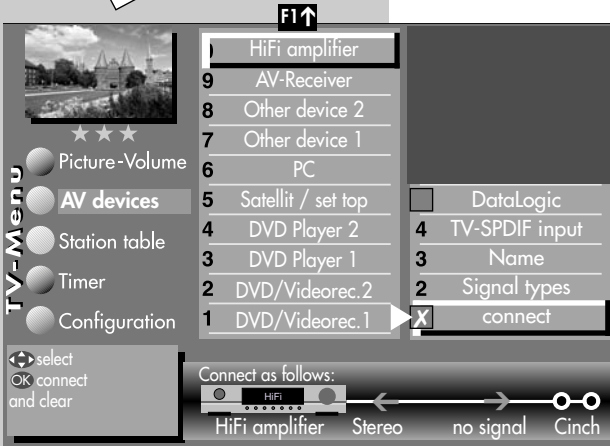 F1↑
HiFi amplifier
9 AV-Receiver
8 Other device 2
7 Other device 1
6 PC
5 Satellit / set top
4 DVD Player 2
3 DVD Player 1
2 DVD/Videorec.2
1 DVD/Videorec.1
TV-Menu
Picture-Volume
AV devices
Station table
Timer
Configuration
DataLogic
4 TV-SPDIF input
3 Name
2 Signal types
X connect
select
OK connect
and clear
Connect as follows:
HiFi
HiFi amplifier Stereo no signal Cinch